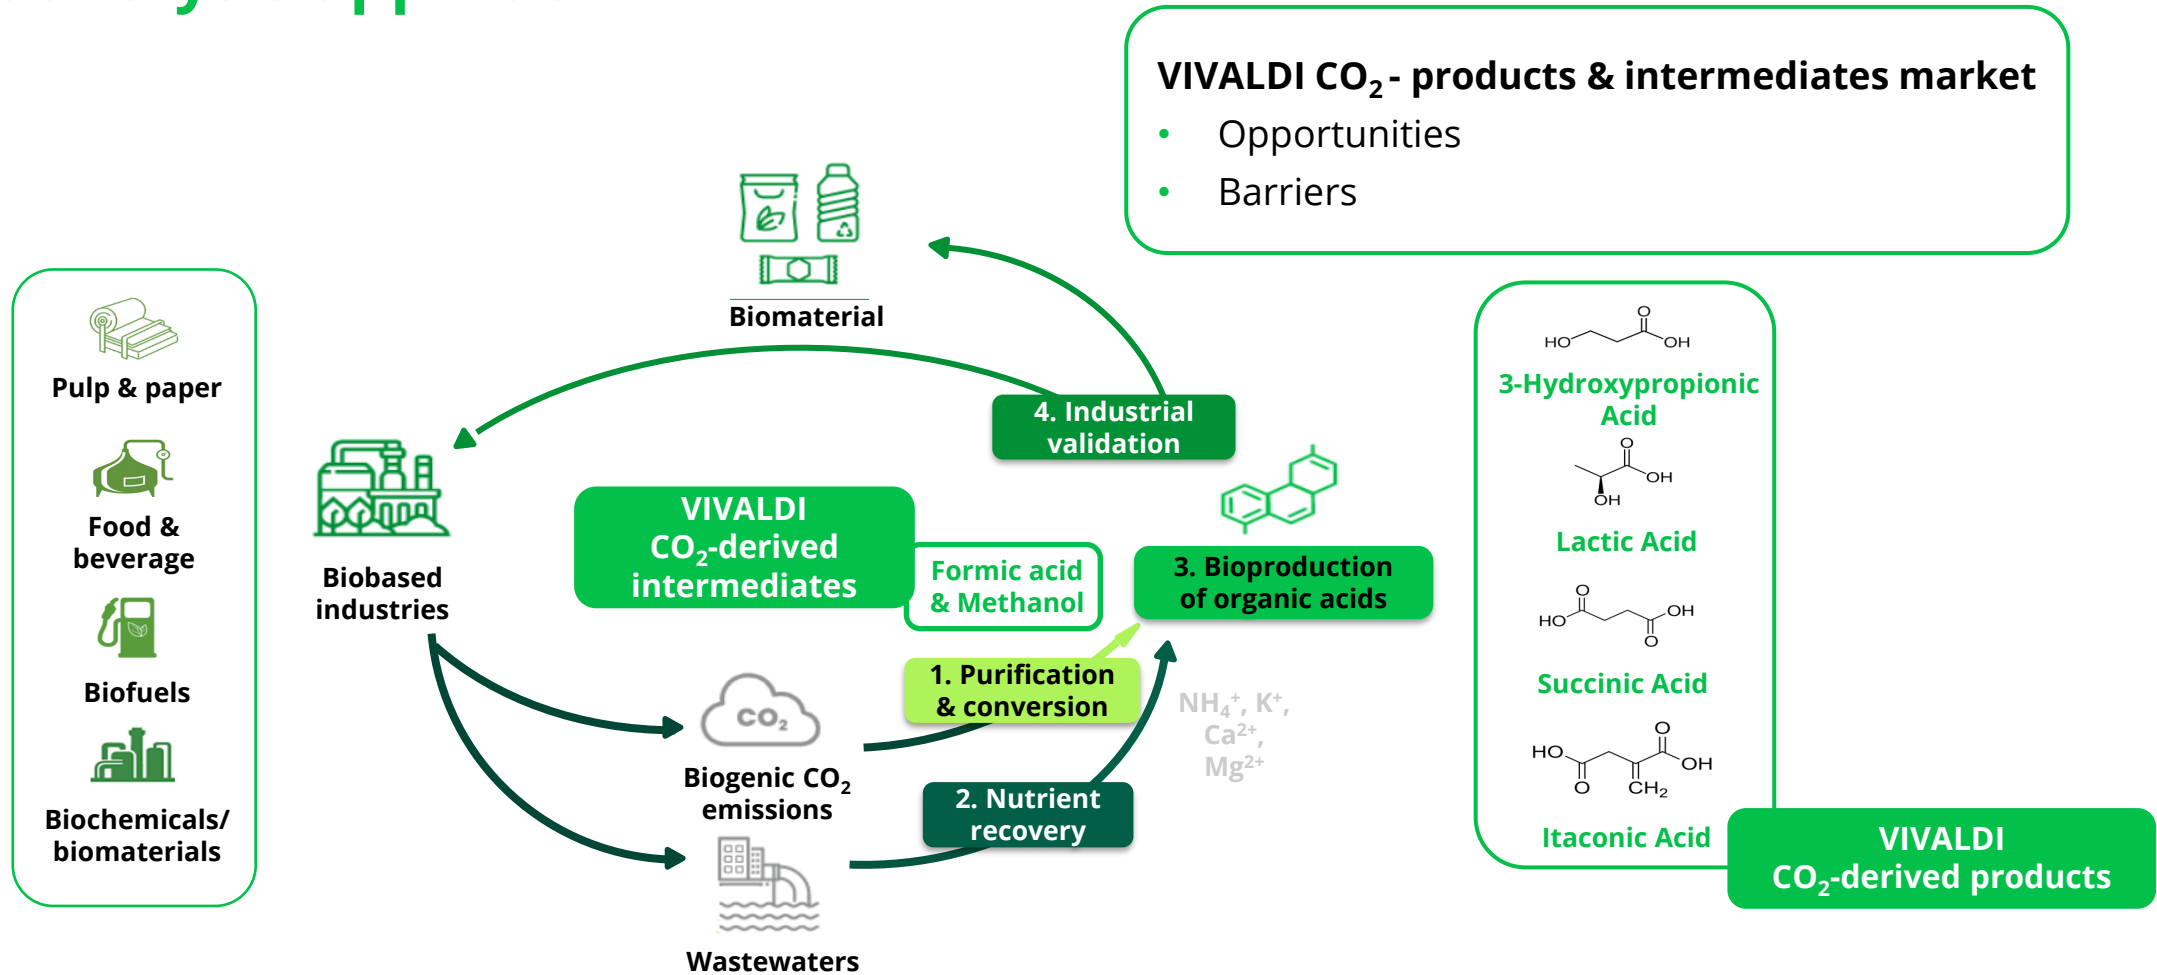 VIVALDI CO₂ - products & intermediates market
• Opportunities
• Barriers
Biomaterial
Pulp & paper
Food &
beverage
Biofuels
Biochemicals/
biomaterials
Biobased
industries
4. Industrial
validation
VIVALDI
CO₂-derived
intermediates
Formic acid
& Methanol
3. Bioproduction
of organic acids
1. Purification
& conversion
CO₂
Biogenic CO₂
emissions
2. Nutrient
recovery
NH₄⁺, K⁺,
Ca²⁺,
Mg²⁺
Wastewaters
O
HO OH
3-Hydroxypropionic
Acid
O
OH
OH
Lactic Acid
O
OH
HO
O
Succinic Acid
O
HO
OH
O CH₂
Itaconic Acid
VIVALDI
CO₂-derived products